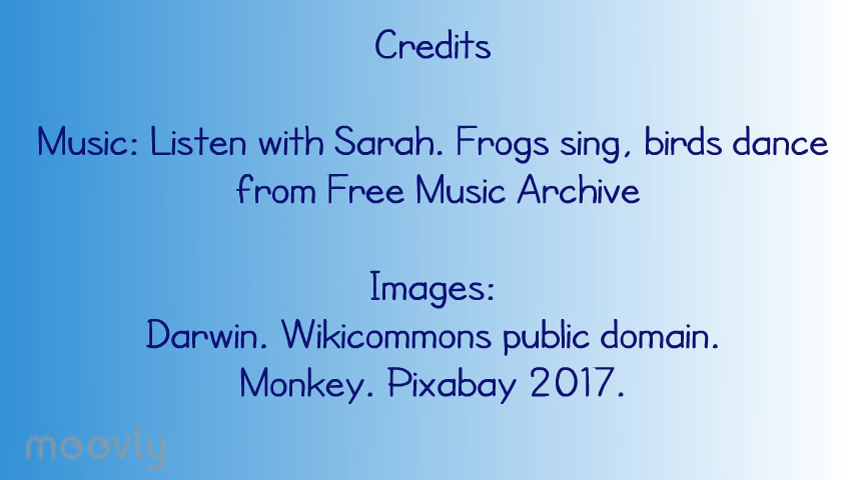 Credits
Music: Listen with Sarah. Frogs sing, birds dance
from Free Music Archive
Images:
Darwin. Wikicommons public domain.
Monkey. Pixabay 2017.
moovly